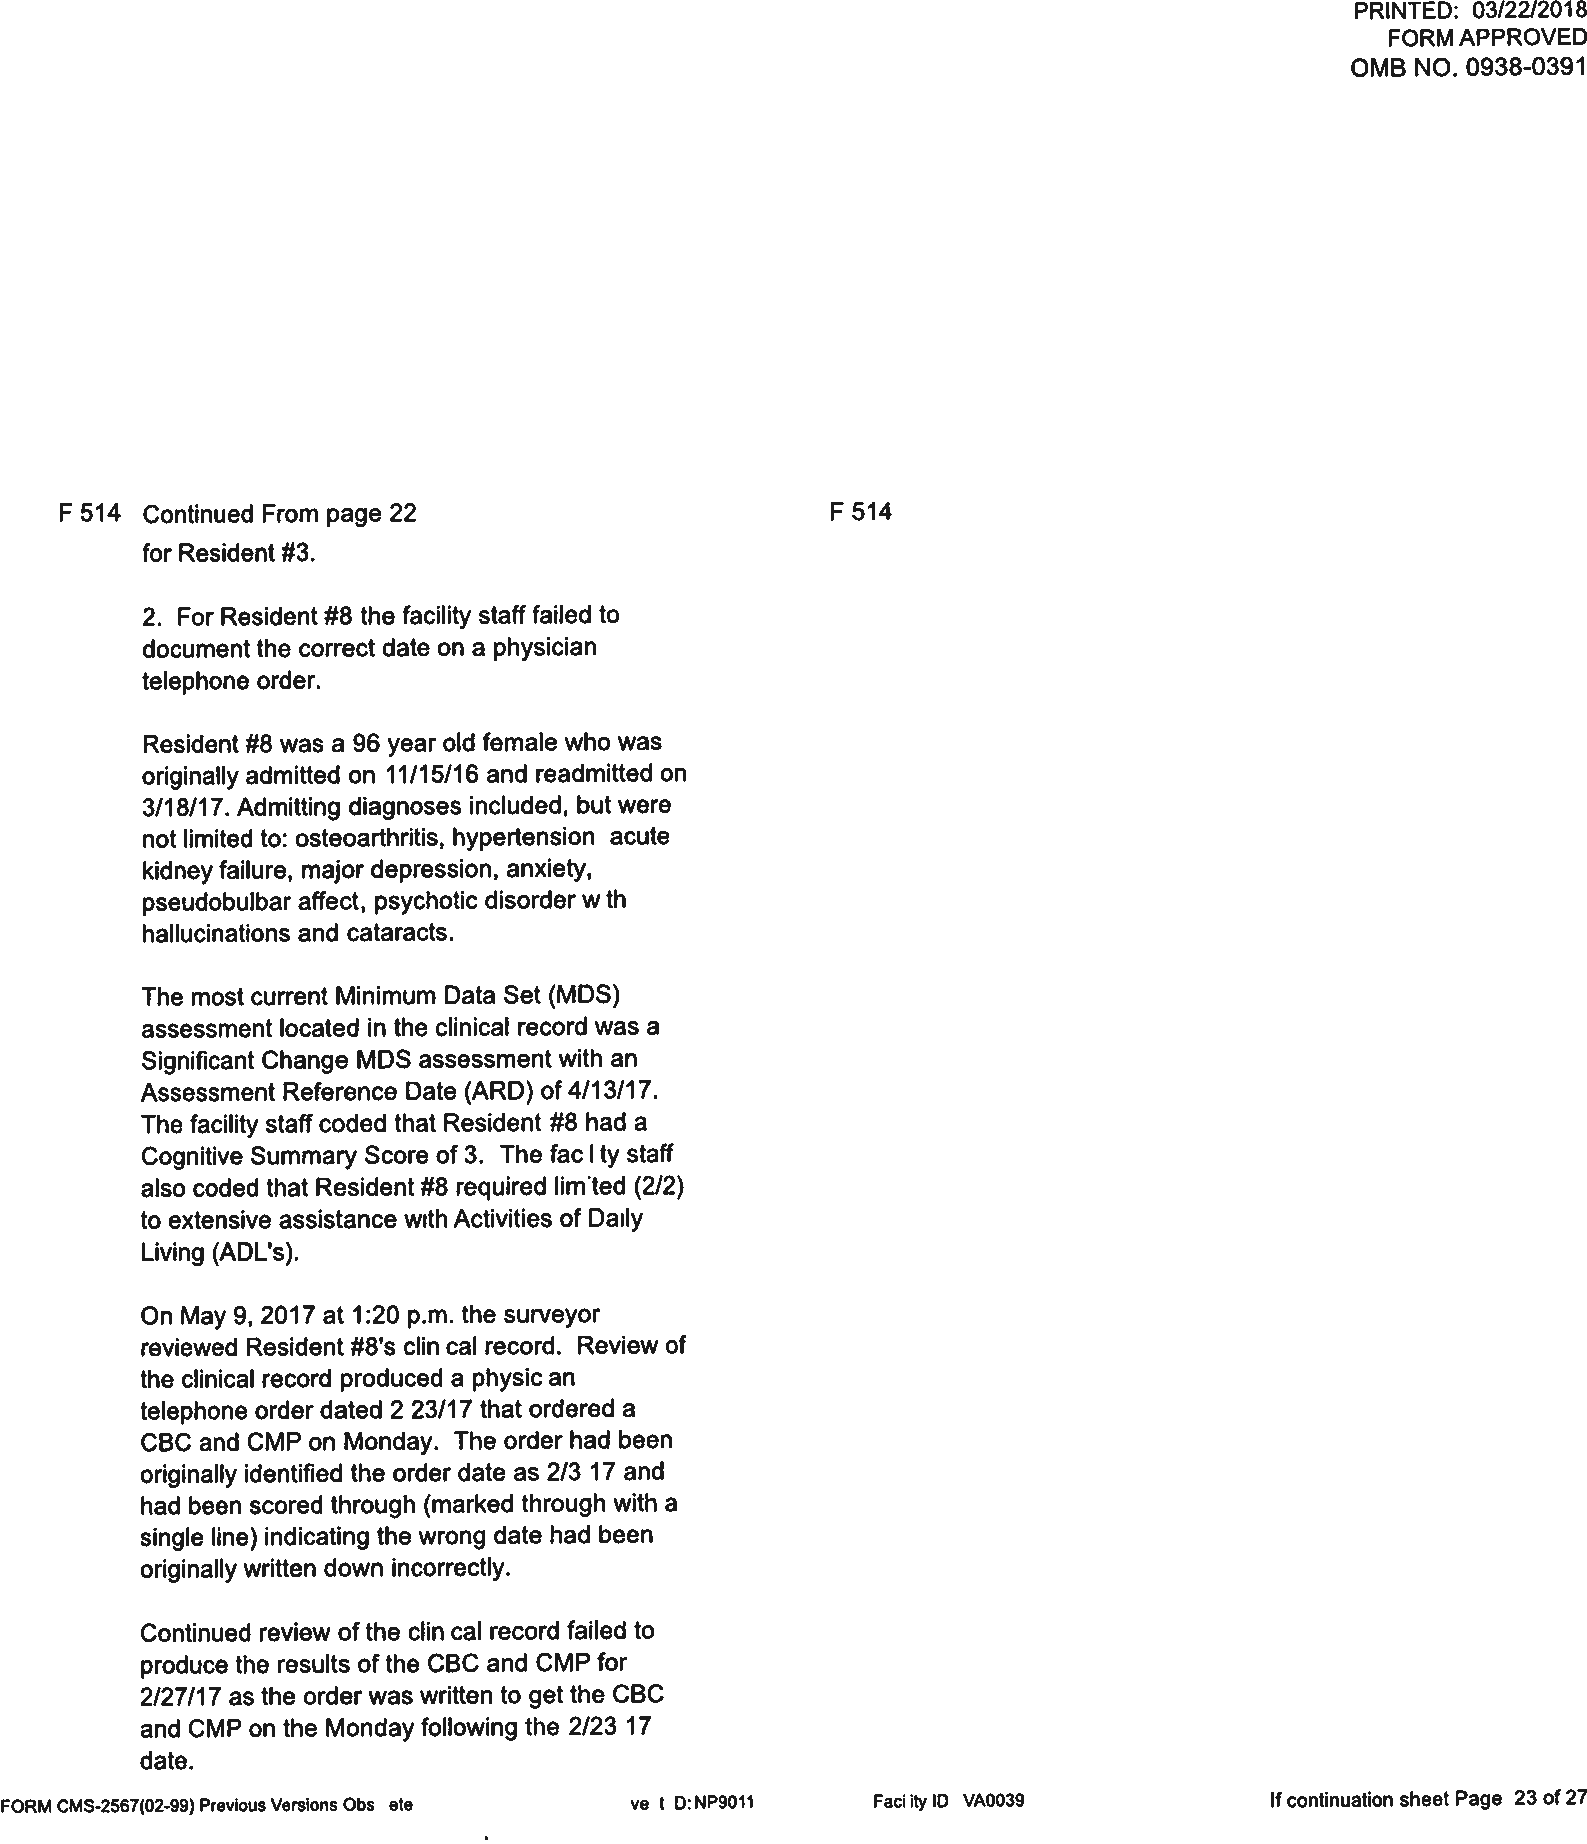 PRINTED: 03/22/2018
FORM APPROVED
OMB NO. 0938-0391
F 514 Continued From page 22 F 514
for Resident #3.
2. For Resident #8 the facility staff failed to
document the correct date on a physician
telephone order.
Resident #8 was a 96 year old female who was
originally admitted on 11/15/16 and readmitted on
3/18/17. Admitting diagnoses included, but were
not limited to: osteoarthritis, hypertension acute
kidney failure, major depression, anxiety,
pseudobulbar affect, psychotic disorder w th
hallucinations and cataracts.
The most current Minimum Data Set (MDS)
assessment located in the clinical record was a
Significant Change MDS assessment with an
Assessment Reference Date (ARD) of 4/13/17.
The facility staff coded that Resident #8 had a
Cognitive Summary Score of 3. The fac l ty staff
also coded that Resident #8 required lim'ted (2/2)
to extensive assistance with Activities of Daily
Living (ADL's).
On May 9, 2017 at 1:20 p.m. the surveyor
reviewed Resident #8's clin cal record. Review of
the clinical record produced a physic an
telephone order dated 2 23/17 that ordered a
CBC and CMP on Monday. The order had been
originally identified the order date as 2/3 17 and
had been scored through (marked through with a
single line) indicating the wrong date had been
originally written down incorrectly.
Continued review of the clin cal record failed to
produce the results of the CBC and CMP for
2/27/17 as the order was written to get the CBC
and CMP on the Monday following the 2/23 17
date.
FORM CMS-2567(02-99) Previous Versions Obs ete ve t D: NP9011 Faci ity ID VA0039 If continuation sheet Page 23 of 27